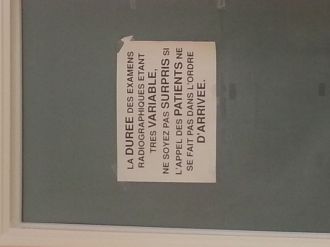 LA DUREE DES EXAMENS
RADIOGRAPHIQUES ETANT
TRES VARIABLE,
NE SOYEZ PAS SURPRIS SI
L'APPEL DES PATIENTS NE
SE FAIT PAS DANS L'ORDRE
D'ARRIVEE.